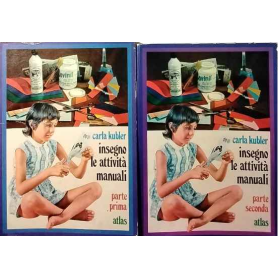 carla kubler
insegno
le attività
manuali
parte
prima
atlas
carla kubler
insegno
le attività
manuali
parte
seconda
atlas